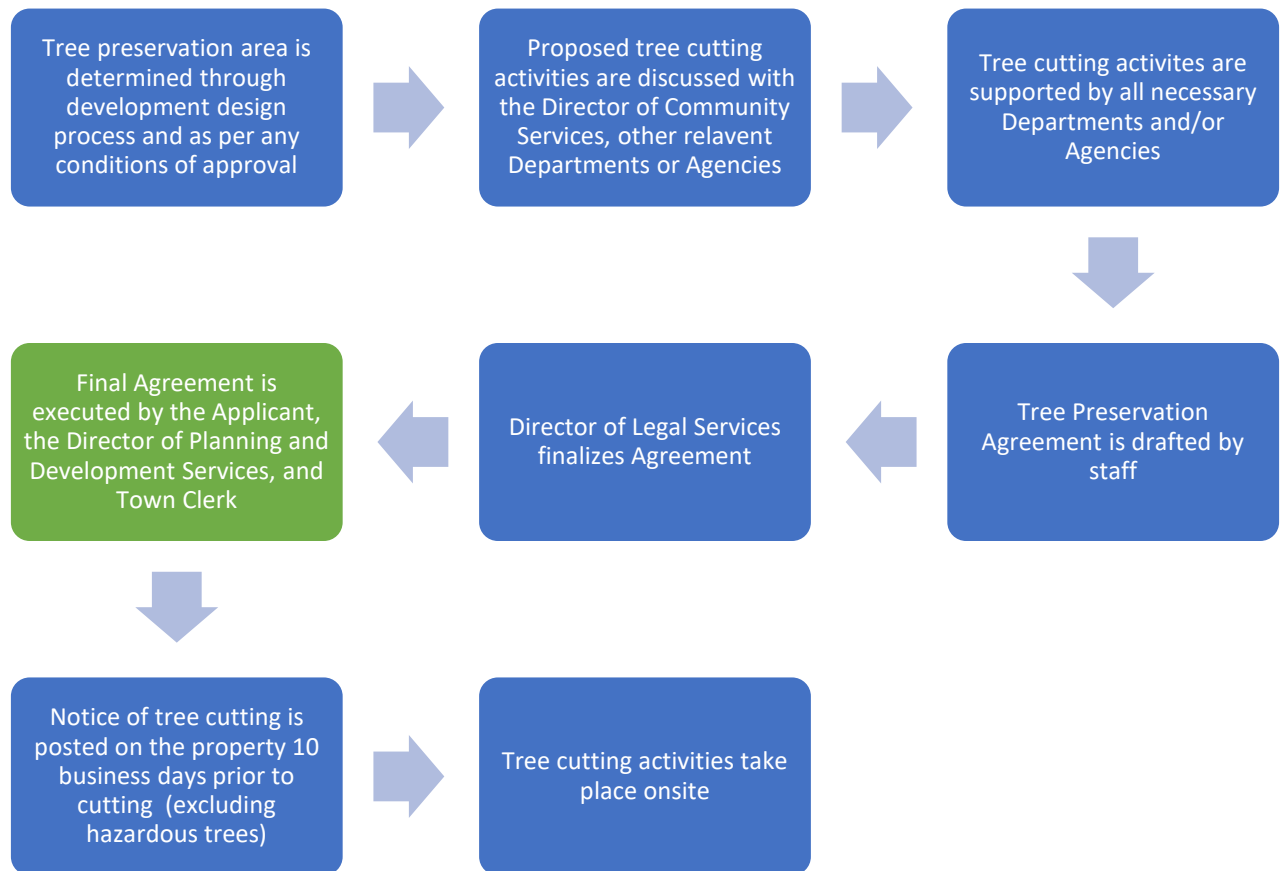 Tree preservation area is
determined through
development design
process and as per any
conditions of approval
Proposed tree cutting
activities are discussed with
the Director of Community
Services, other relavent
Departments or Agencies
Tree cutting activites are
supported by all necessary
Departments and/or
Agencies
Tree Preservation
Agreement is drafted by
staff
Director of Legal Services
finalizes Agreement
Final Agreement is
executed by the Applicant,
the Director of Planning and
Development Services, and
Town Clerk
Notice of tree cutting is
posted on the property 10
business days prior to
cutting (excluding
hazardous trees)
Tree cutting activities take
place onsite